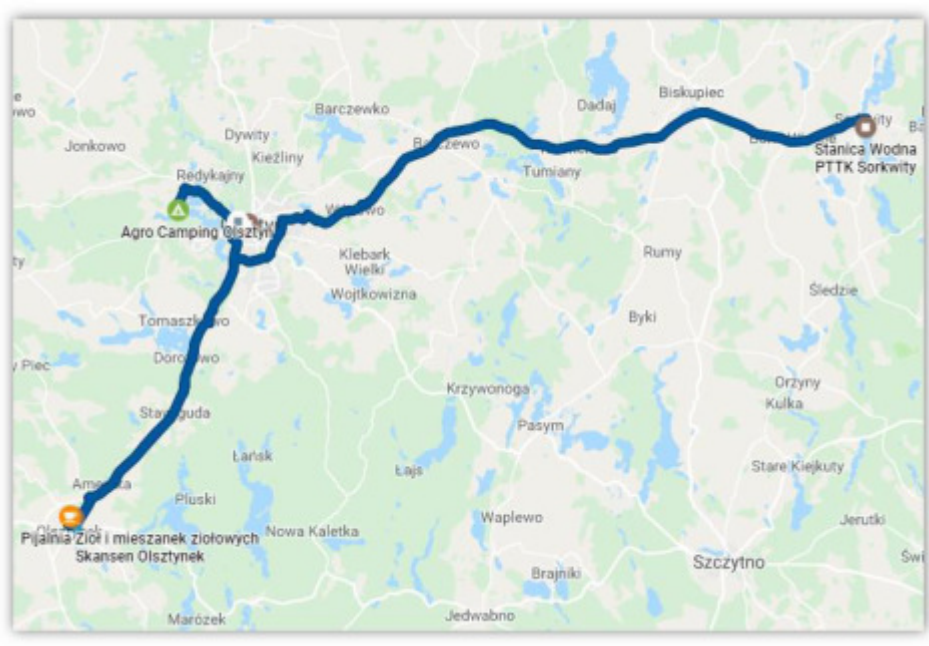 Biskupiec
Dadaj
Barczewko
Dywity
Jonkowo
Kieźliny
Stanica Wodna
PTTK Sorkwity
Tumiany
Redykajny
Agro Camping Olsztyn
Klebark
Wielki
Rumy
Wojtkowizna
Śledzie
Byki
Piec
Krzywonoga
Orzyny
Kulka
Pasym
Łańsk
Łajs
Stare Kiejkuty
Pluski
Waplewo
Jerutki
Nowa Kaletka
Pijalnia Ziół i mieszanek ziołowych
Skansen Olsztynek
Szczytno
Brajniki
Marózek
Jedwabno